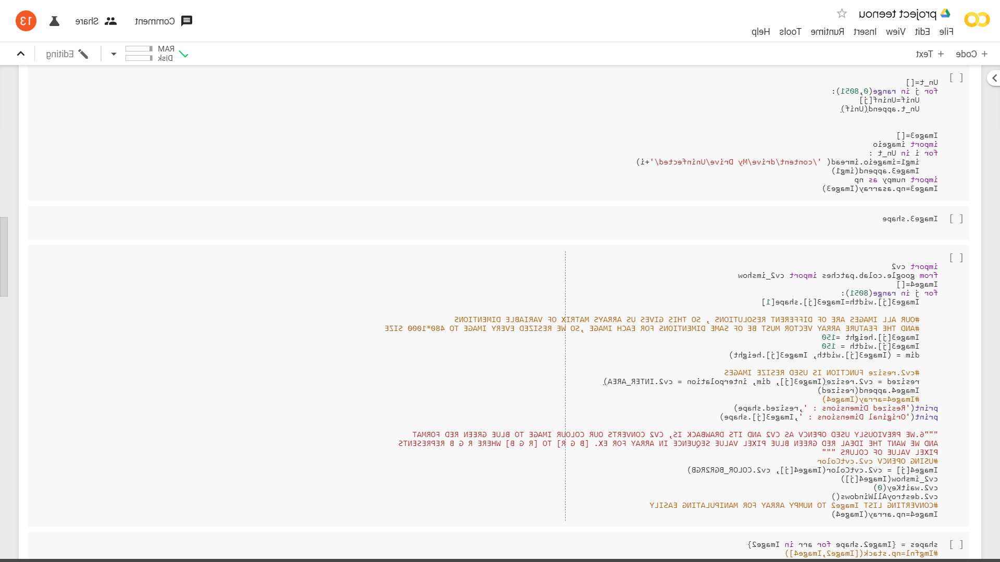 project teenou
File Edit View Insert Runtime Tools Help
Comment Share 13
+ Code + Text
RAM
Disk
Editing
[ ]
Un_t=[]
for j in range(0,8051):
    Unif=Uninf[j]
    Un_t.append(Unif)
Image3=[]
import imageio
for i in Un_t :
    img1=imageio.imread( '/content/drive/My Drive/Uninfected/'+i)
    Image3.append(img1)
import numpy as np
Image3=np.asarray(Image3)
[ ] Image3.shape
[ ]
import cv2
from google.colab.patches import cv2_imshow
Image4=[]
for j in range(8051):
    Image3[j].width=Image3[j].shape[1]
    #OUR ALL IMAGES ARE OF DIFFERENT RESOLUTIONS , SO THIS GIVES US ARRAYS MATRIX OF VARIABLE DIMENTIONS
    #AND THE FEATURE ARRAY VECTOR MUST BE OF SAME DIMENTIONS FOR EACH IMAGE ,SO WE RESIZED EVERY IMAGE TO 480*1000 SIZE
    Image3[j].height =150
    Image3[j].width = 150
    dim = (Image3[j].width, Image3[j].height)
    #cv2.resize FUNCTION IS USED RESIZE IMAGES
    resized = cv2.resize(Image3[j], dim, interpolation = cv2.INTER_AREA)
    Image4.append(resized)
    #Image4=array(Image4)
print('Resized Dimensions : ',resized.shape)
print('Original Dimensions : ',Image3[j].shape)
"""6.WE PREVIOUSLY USED OPENCV AS CV2 AND ITS DRAWBACK IS, CV2 CONVERTS OUR COLOUR IMAGE TO BLUE GREEN RED FORMAT
AND WE WANT THE IDEAL RED GREEN BLUE PIXEL VALUE SEQUENCE IN ARRAY FOR EX. [B G R] TO [R G B] WHERE R G B REPRESENTS
PIXEL VALUE OF COLURS """
#USING OPENCV cv2.cvtColor
Image4[j] = cv2.cvtColor(Image4[j], cv2.COLOR_BGR2RGB)
cv2_imshow(Image4[j])
cv2.waitKey(0)
cv2.destroyAllWindows()
#CONVERTING LIST Image2 TO NUMPY ARRAY FOR MANIPULATING EASILY
Image4=np.array(Image4)
[ ] shapes = {Image2.shape for arr in Image2}
#Imgfnl=np.stack([Image2,Image4])